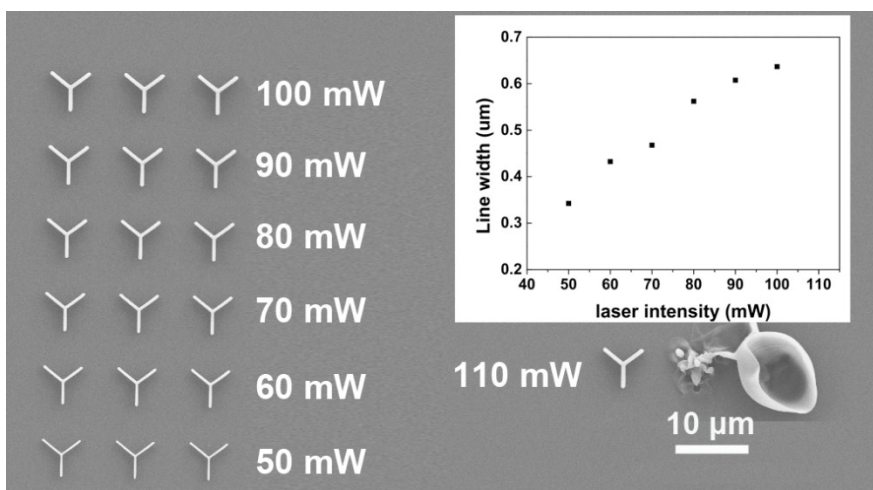 100 mW
90 mW
80 mW
70 mW
60 mW
50 mW
0.7
0.6
0.5
0.4
0.3
0.2
Line width (um)
40 50 60 70 80 90 100 110
laser intensity (mW)
110 mW
10 μm